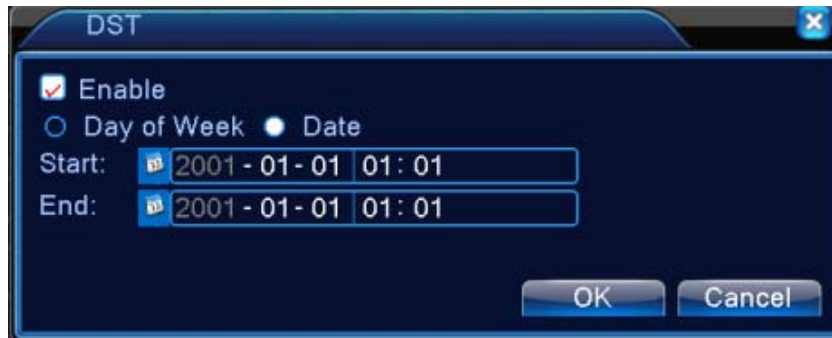 DST
Enable
Day of Week Date
Start: 2001 - 01 - 01 01 : 01
End: 2001 - 01 - 01 01 : 01
OK Cancel